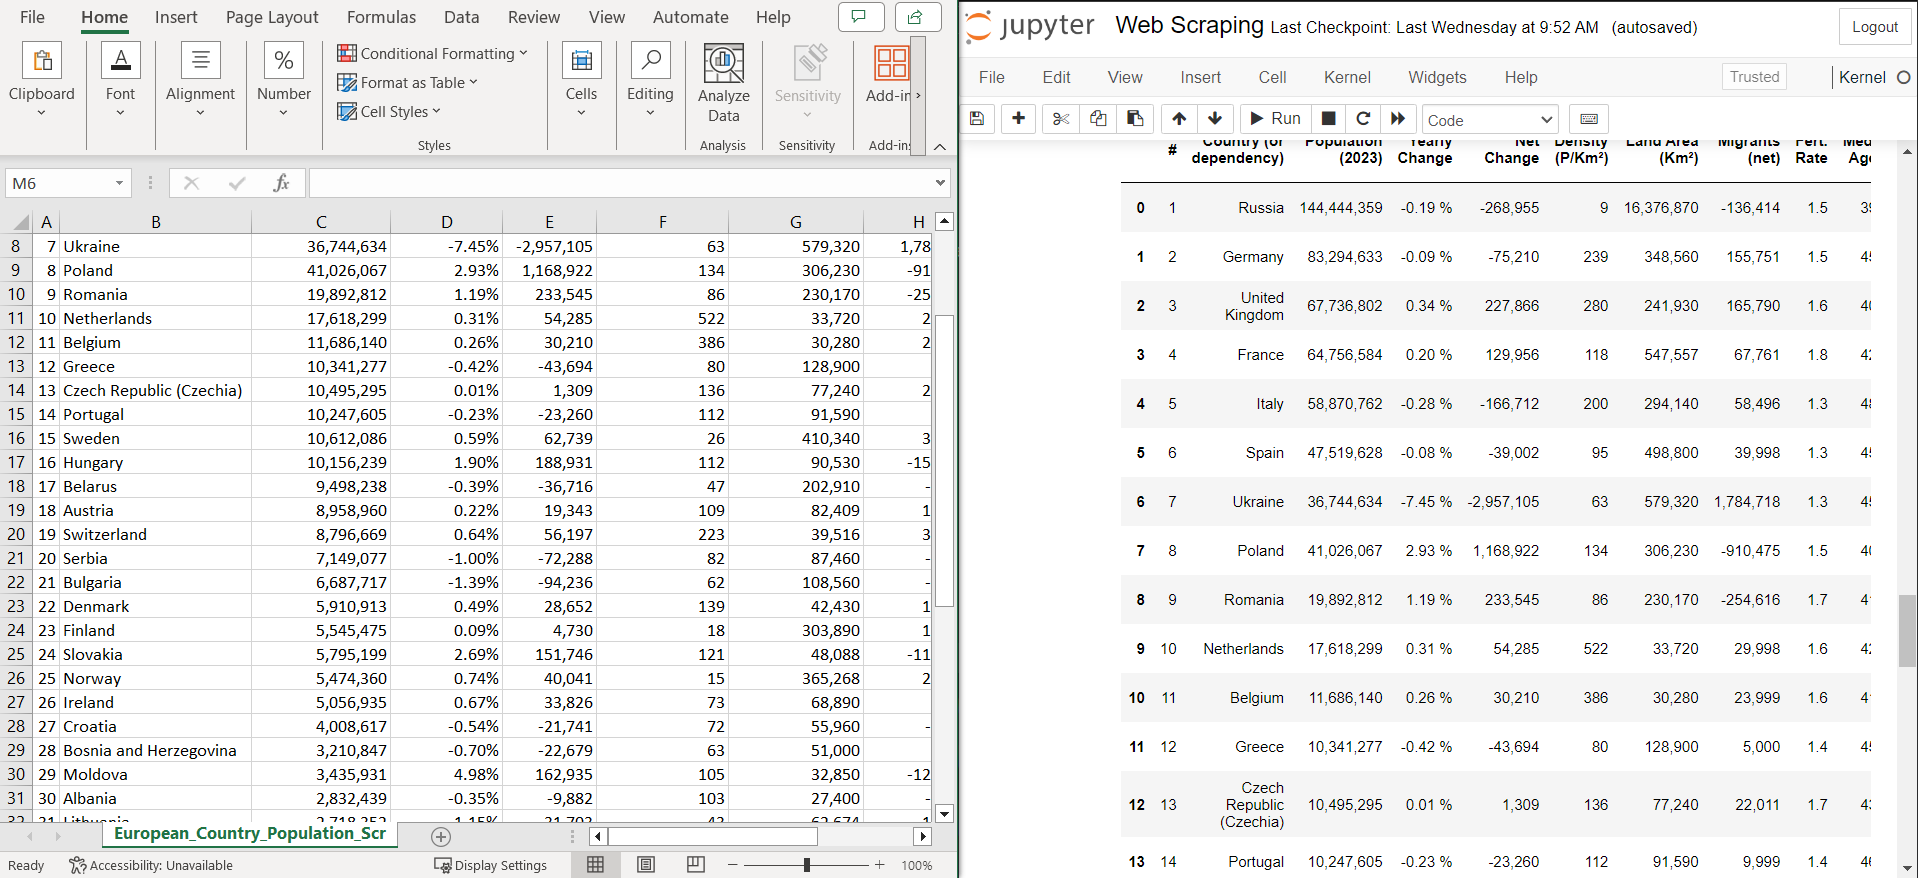 File Home Insert Page Layout Formulas Data Review View Automate Help
Clipboard Font Alignment Number
Conditional Formatting
Format as Table
Cell Styles
Styles
Cells Editing
Analyze Data
Analysis
Sensitivity
Sensitivity
Add-in
Add-ins
M6 fx
A B C D E F G H
8 7 Ukraine 36,744,634 -7.45% -2,957,105 63 579,320 1,78
9 8 Poland 41,026,067 2.93% 1,168,922 134 306,230 -91
10 9 Romania 19,892,812 1.19% 233,545 86 230,170 -25
11 10 Netherlands 17,618,299 0.31% 54,285 522 33,720 2
12 11 Belgium 11,686,140 0.26% 30,210 386 30,280 2
13 12 Greece 10,341,277 -0.42% -43,694 80 128,900
14 13 Czech Republic (Czechia) 10,495,295 0.01% 1,309 136 77,240 2
15 14 Portugal 10,247,605 -0.23% -23,260 112 91,590
16 15 Sweden 10,612,086 0.59% 62,739 26 410,340 3
17 16 Hungary 10,156,239 1.90% 188,931 112 90,530 -15
18 17 Belarus 9,498,238 -0.39% -36,716 47 202,910 -
19 18 Austria 8,958,960 0.22% 19,343 109 82,409 1
20 19 Switzerland 8,796,669 0.64% 56,197 223 39,516 3
21 20 Serbia 7,149,077 -1.00% -72,288 82 87,460 -
22 21 Bulgaria 6,687,717 -1.39% -94,236 62 108,560 -
23 22 Denmark 5,910,913 0.49% 28,652 139 42,430 1
24 23 Finland 5,545,475 0.09% 4,730 18 303,890 1
25 24 Slovakia 5,795,199 2.69% 151,746 121 48,088 -11
26 25 Norway 5,474,360 0.74% 40,041 15 365,268 2
27 26 Ireland 5,056,935 0.67% 33,826 73 68,890
28 27 Croatia 4,008,617 -0.54% -21,741 72 55,960 -
29 28 Bosnia and Herzegovina 3,210,847 -0.70% -22,679 63 51,000
30 29 Moldova 3,435,931 4.98% 162,935 105 32,850 -12
31 30 Albania 2,832,439 -0.35% -9,882 103 27,400 -
European_Country_Population_Scr
Ready Accessibility: Unavailable Display Settings 100%
jupyter Web Scraping Last Checkpoint: Last Wednesday at 9:52 AM (autosaved) Logout
File Edit View Insert Cell Kernel Widgets Help Trusted Kernel
Run Code
# Country (or dependency) Population (2023) Yearly Change Net Change Density (P/Km²) Land Area (Km²) Migrants (net) Fert. Rate Med Age
0 1 Russia 144,444,359 -0.19 % -268,955 9 16,376,870 -136,414 1.5
1 2 Germany 83,294,633 -0.09 % -75,210 239 348,560 155,751 1.5
2 3 United Kingdom 67,736,802 0.34 % 227,866 280 241,930 165,790 1.6
3 4 France 64,756,584 0.20 % 129,956 118 547,557 67,761 1.8
4 5 Italy 58,870,762 -0.28 % -166,712 200 294,140 58,496 1.3
5 6 Spain 47,519,628 -0.08 % -39,002 95 498,800 39,998 1.3
6 7 Ukraine 36,744,634 -7.45 % -2,957,105 63 579,320 1,784,718 1.3
7 8 Poland 41,026,067 2.93 % 1,168,922 134 306,230 -910,475 1.5
8 9 Romania 19,892,812 1.19 % 233,545 86 230,170 -254,616 1.7
9 10 Netherlands 17,618,299 0.31 % 54,285 522 33,720 29,998 1.6
10 11 Belgium 11,686,140 0.26 % 30,210 386 30,280 23,999 1.6
11 12 Greece 10,341,277 -0.42 % -43,694 80 128,900 5,000 1.4
12 13 Czech Republic (Czechia) 10,495,295 0.01 % 1,309 136 77,240 22,011 1.7
13 14 Portugal 10,247,605 -0.23 % -23,260 112 91,590 9,999 1.4